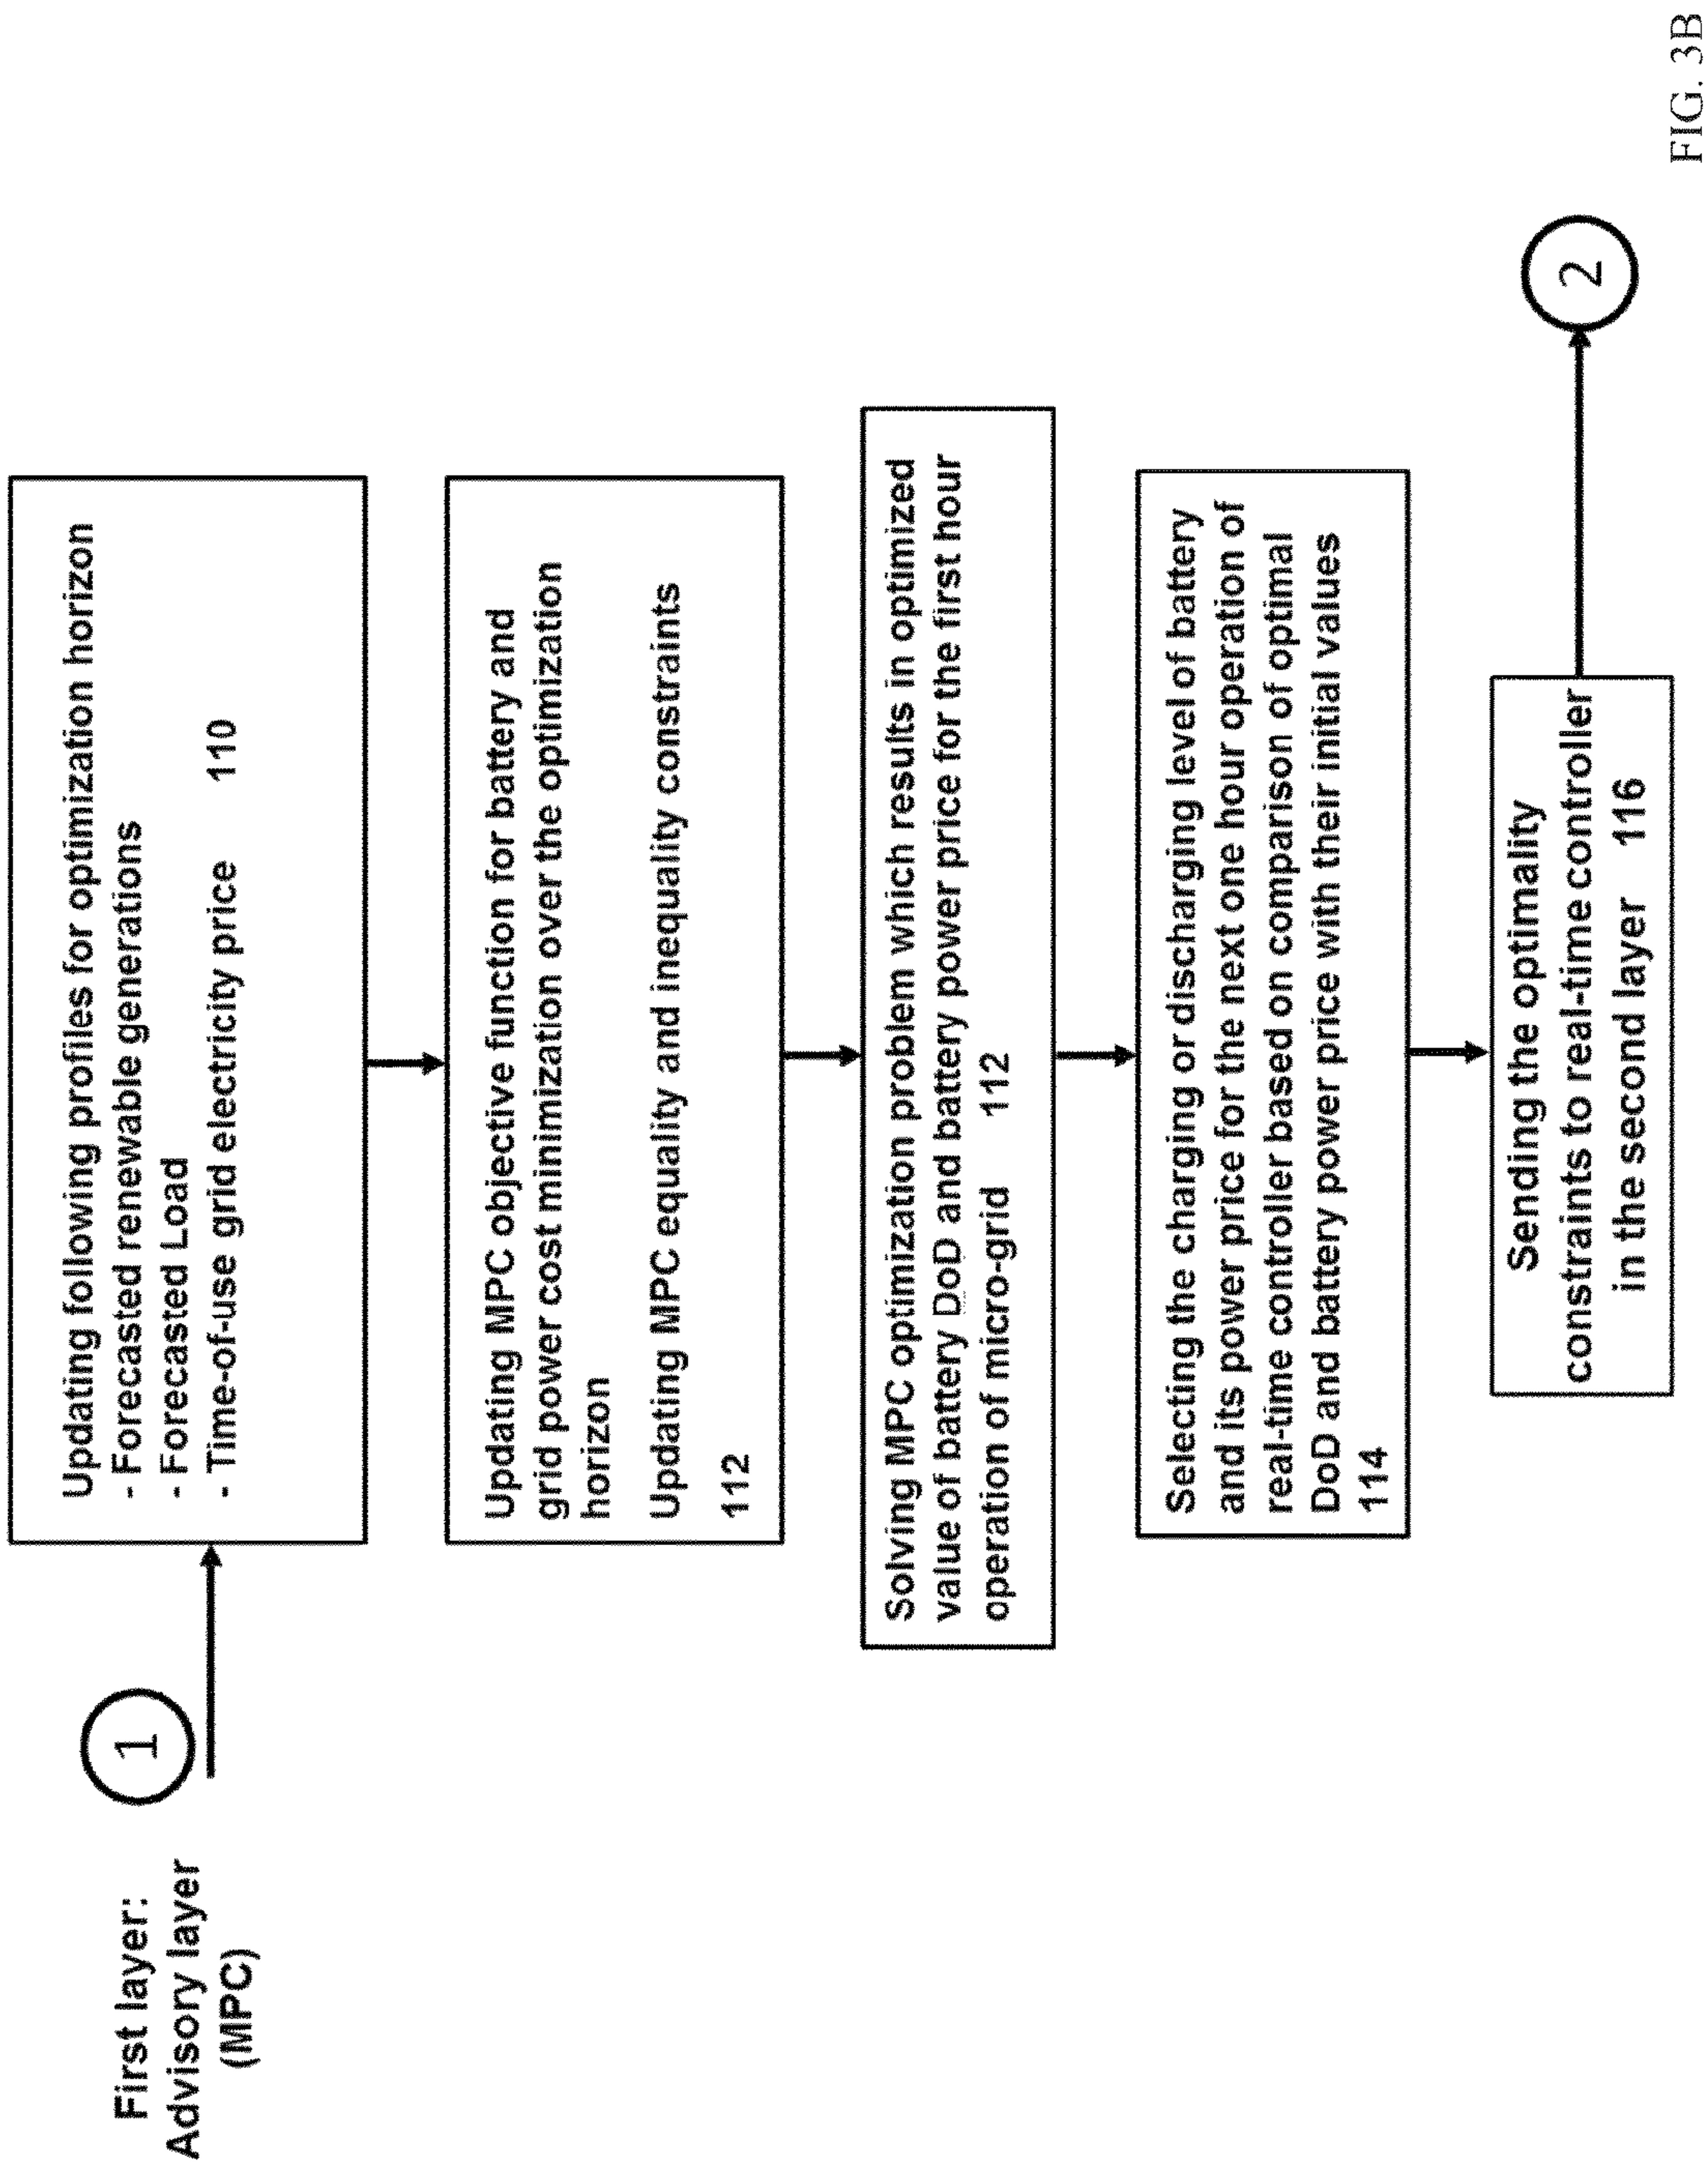 First layer:
Advisory layer
(MPC)
1
Updating following profiles for optimization horizon
- Forecasted renewable generations
- Forecasted Load
- Time-of-use grid electricity price 110
Updating MPC objective function for battery and
grid power cost minimization over the optimization
horizon
Updating MPC equality and inequality constraints
112
Solving MPC optimization problem which results in optimized
value of battery DoD and battery power price for the first hour
operation of micro-grid 112
Selecting the charging or discharging level of battery
and its power price for the next one hour operation of
real-time controller based on comparison of optimal
DoD and battery power price with their initial values
114
Sending the optimality
constraints to real-time controller
in the second layer 116
2
FIG. 3B